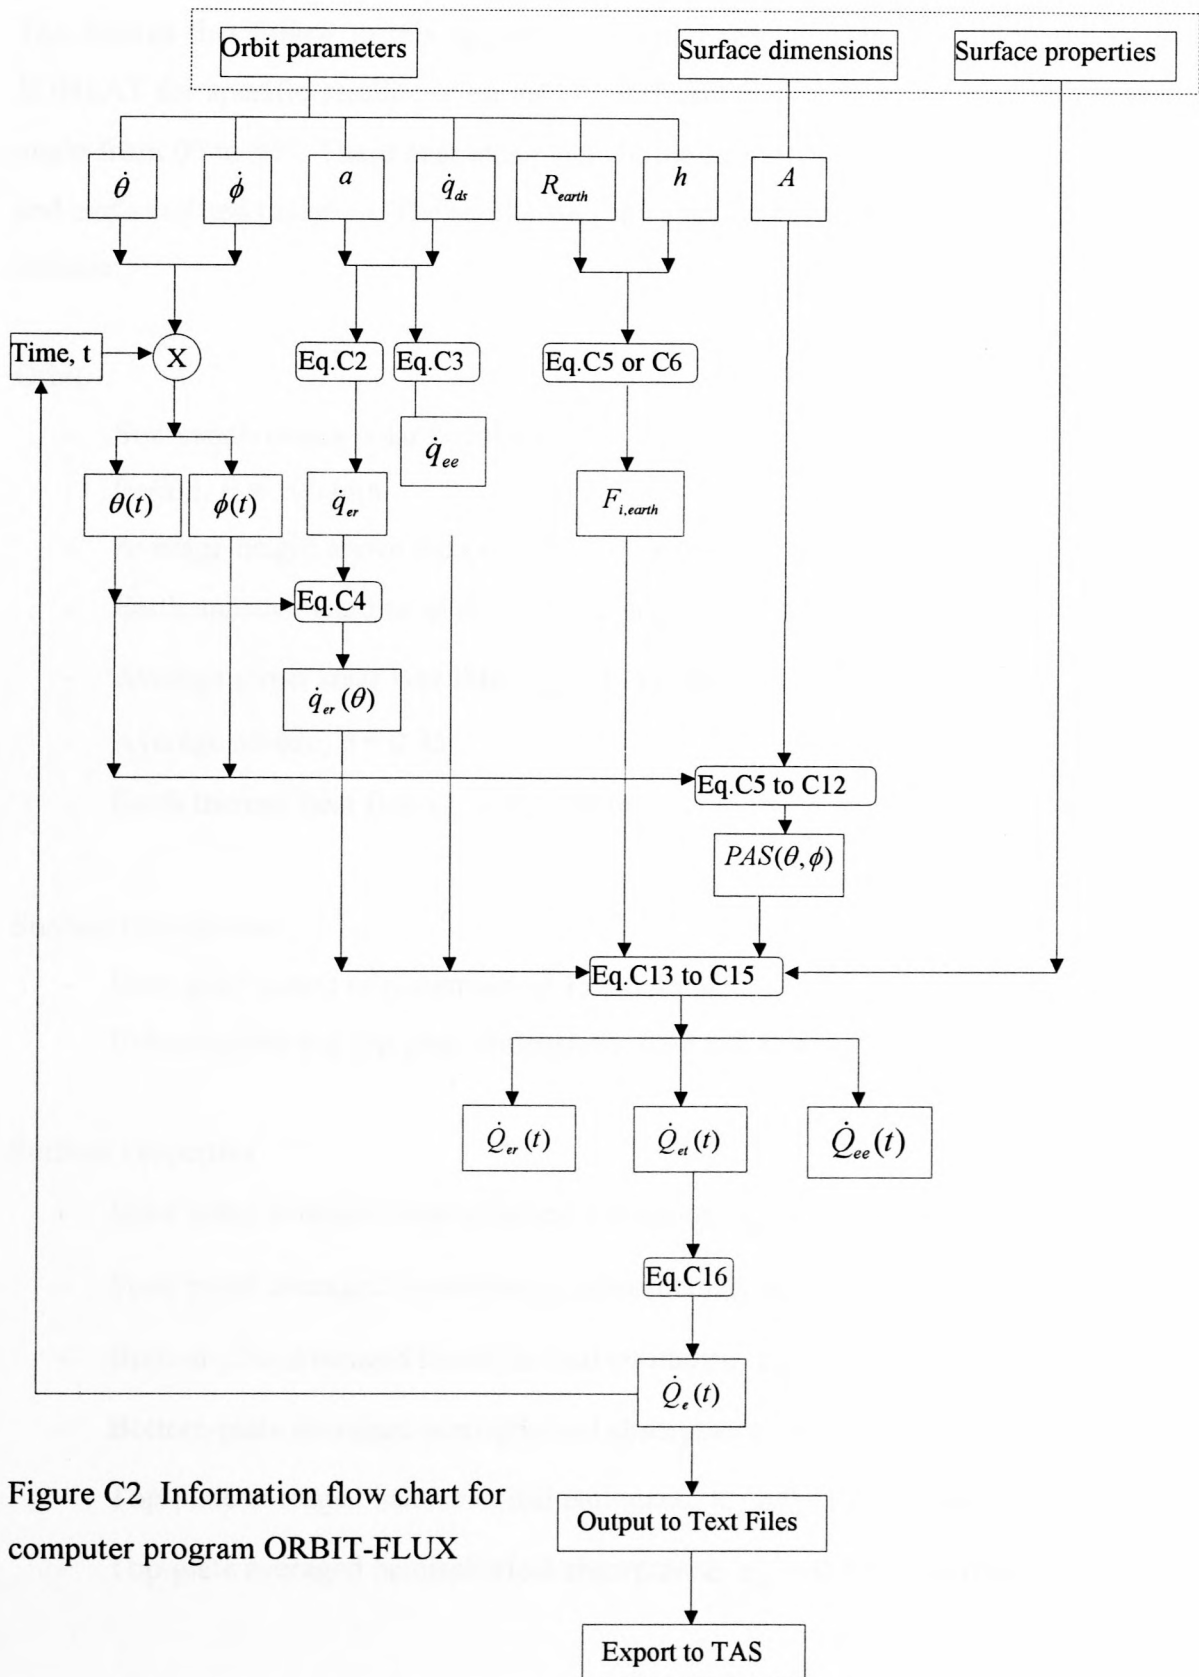 Orbit parameters
Surface dimensions
Surface properties
θ̇
ϕ̇
a
q̇ds
Rearth
h
A
Time, t
X
Eq.C2
Eq.C3
Eq.C5 or C6
q̇ee
θ(t)
ϕ(t)
q̇er
Fi,earth
Eq.C4
q̇er(θ)
Eq.C5 to C12
PAS(θ,ϕ)
Eq.C13 to C15
Q̇er(t)
Q̇et(t)
Q̇ee(t)
Eq.C16
Q̇e(t)
Output to Text Files
Export to TAS
Figure C2 Information flow chart for
computer program ORBIT-FLUX